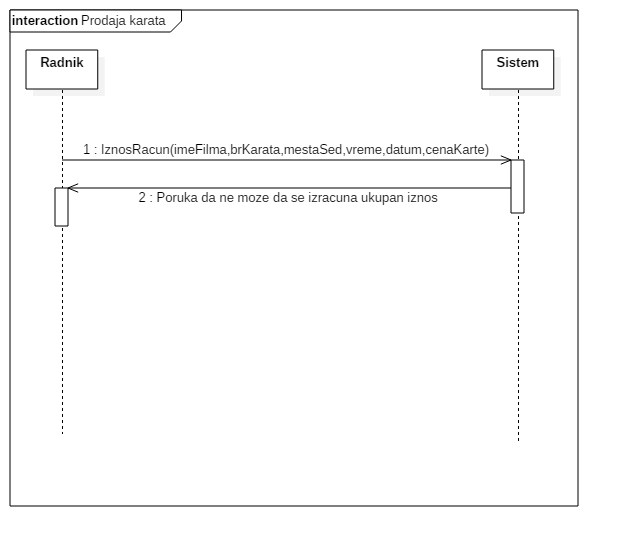 interaction Prodaja karata
Radnik
Sistem
1 : IznosRacun(imeFilma,brKarata,mestaSed,vreme,datum,cenaKarte)
2 : Poruka da ne moze da se izracuna ukupan iznos